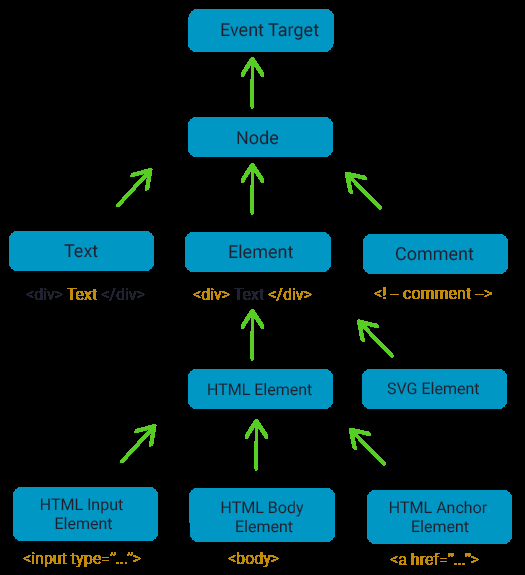 Event Target
Node
Text
Element
Comment
<div> Text </div>
<div> Text </div>
<! – comment –>
HTML Element
SVG Element
HTML Input
Element
HTML Body
Element
HTML Anchor
Element
<input type="...">
<body>
<a href="...">